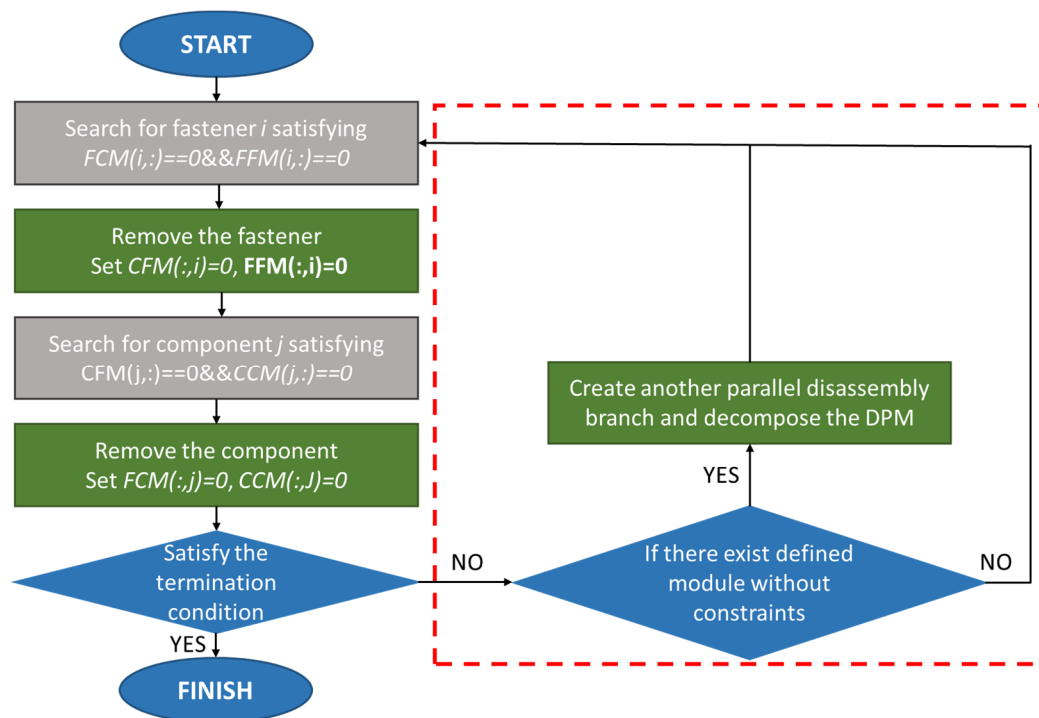 START
Search for fastener i satisfying
FCM(i,:)==0&&FFM(i,:)==0
Remove the fastener
Set CFM(:,i)=0, FFM(:,i)=0
Search for component j satisfying
CFM(j,:)==0&&CCM(j,:)==0
Remove the component
Set FCM(:,j)=0, CCM(:,J)=0
Satisfy the
termination
condition
NO
YES
FINISH
Create another parallel disassembly
branch and decompose the DPM
YES
If there exist defined
module without
constraints
NO